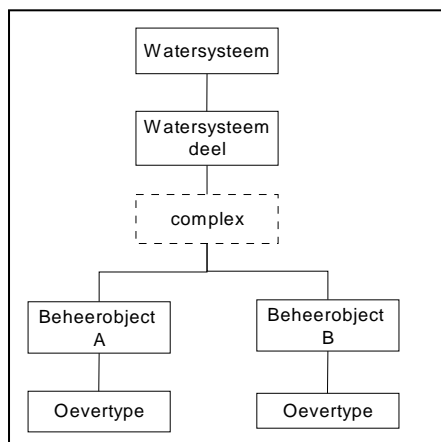 Watersysteem
Watersysteem
deel
complex
Beheerobject
A
Beheerobject
B
Oevertype
Oevertype